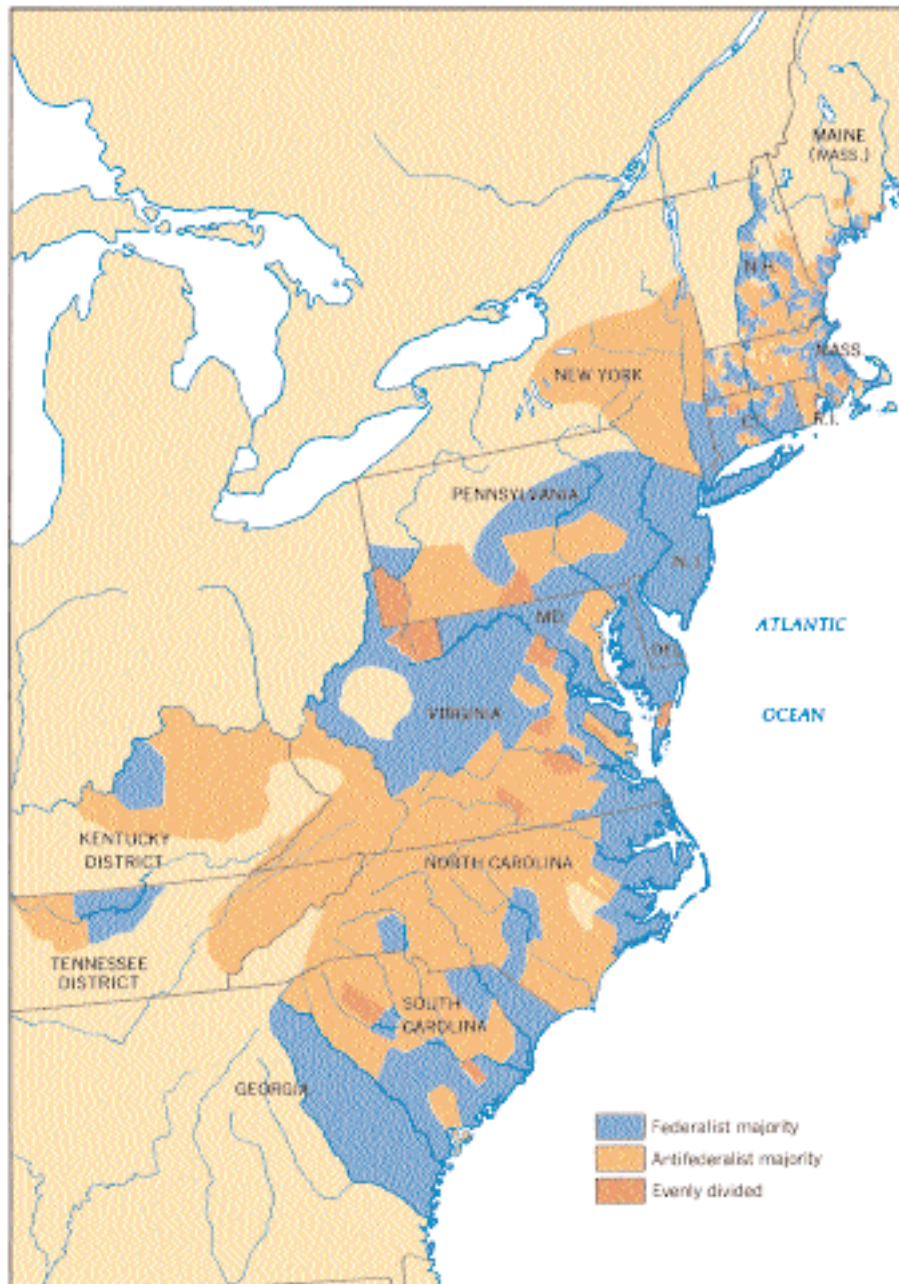 MAINE
(MASS.)
N.H.
MASS.
NEW YORK
R.I.
PENNSYLVANIA
N.J.
MD.
DEL.
ATLANTIC
OCEAN
VIRGINIA
KENTUCKY
DISTRICT
NORTH CAROLINA
TENNESSEE
DISTRICT
SOUTH
CAROLINA
GEORGIA
Federalist majority
Antifederalist majority
Evenly divided